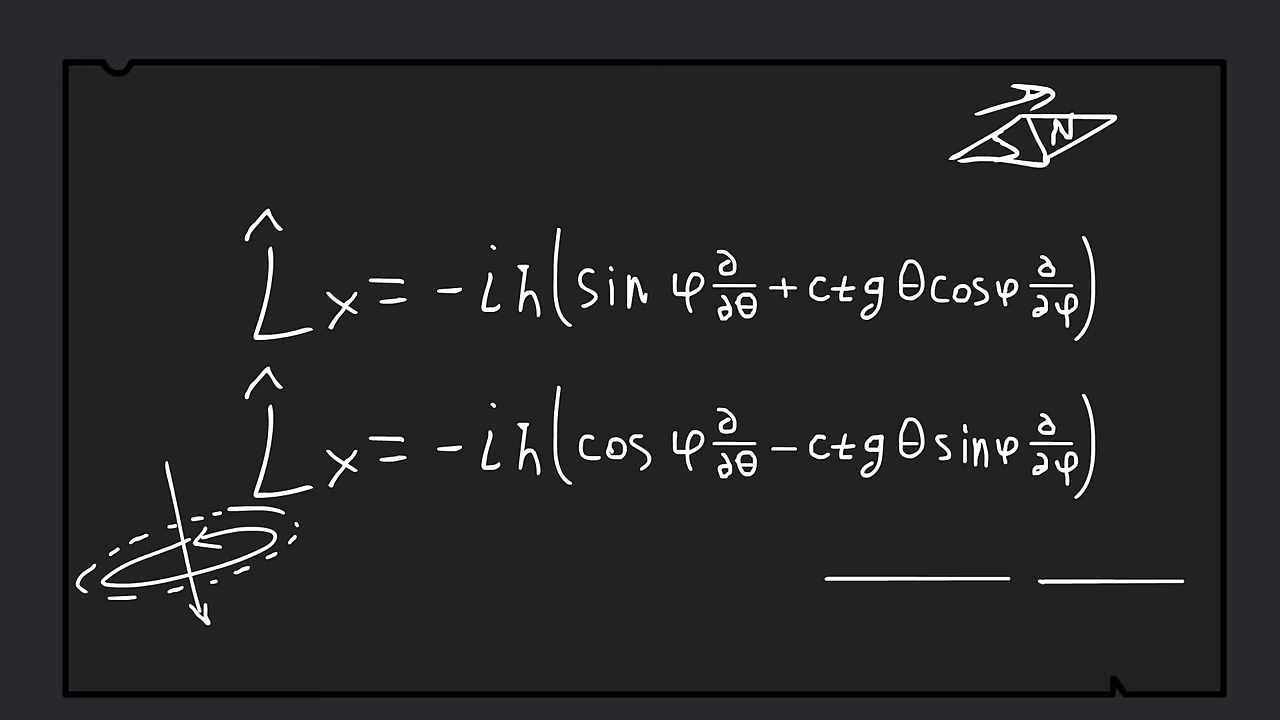 N
L̂x = -iħ(sin φ ∂/∂θ + ctg θ cos φ ∂/∂φ)
L̂x = -iħ(cos φ ∂/∂θ - ctg θ sin φ ∂/∂φ)